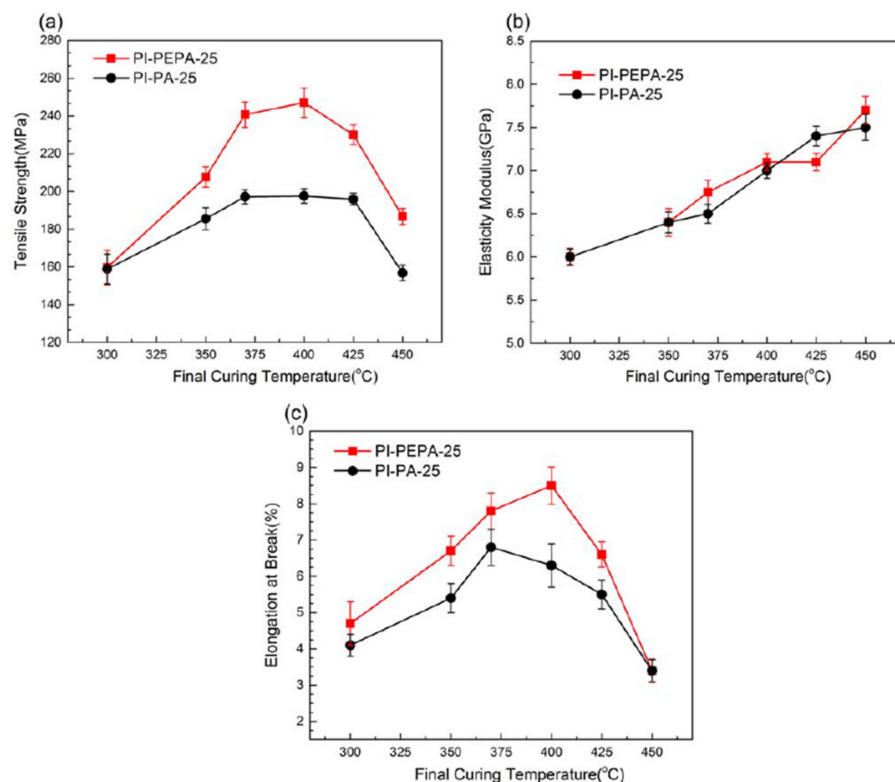 (a)
PI-PEPA-25
PI-PA-25
Tensile Strength(MPa)
280
260
240
220
200
180
160
140
120
300 325 350 375 400 425 450
Final Curing Temperature(°C)
(b)
PI-PEPA-25
PI-PA-25
Elasticity Modulus(GPa)
8.5
8.0
7.5
7.0
6.5
6.0
5.5
5.0
300 325 350 375 400 425 450
Final Curing Temperature(°C)
(c)
PI-PEPA-25
PI-PA-25
Elongation at Break(%)
10
9
8
7
6
5
4
3
2
300 325 350 375 400 425 450
Final Curing Temperature(°C)